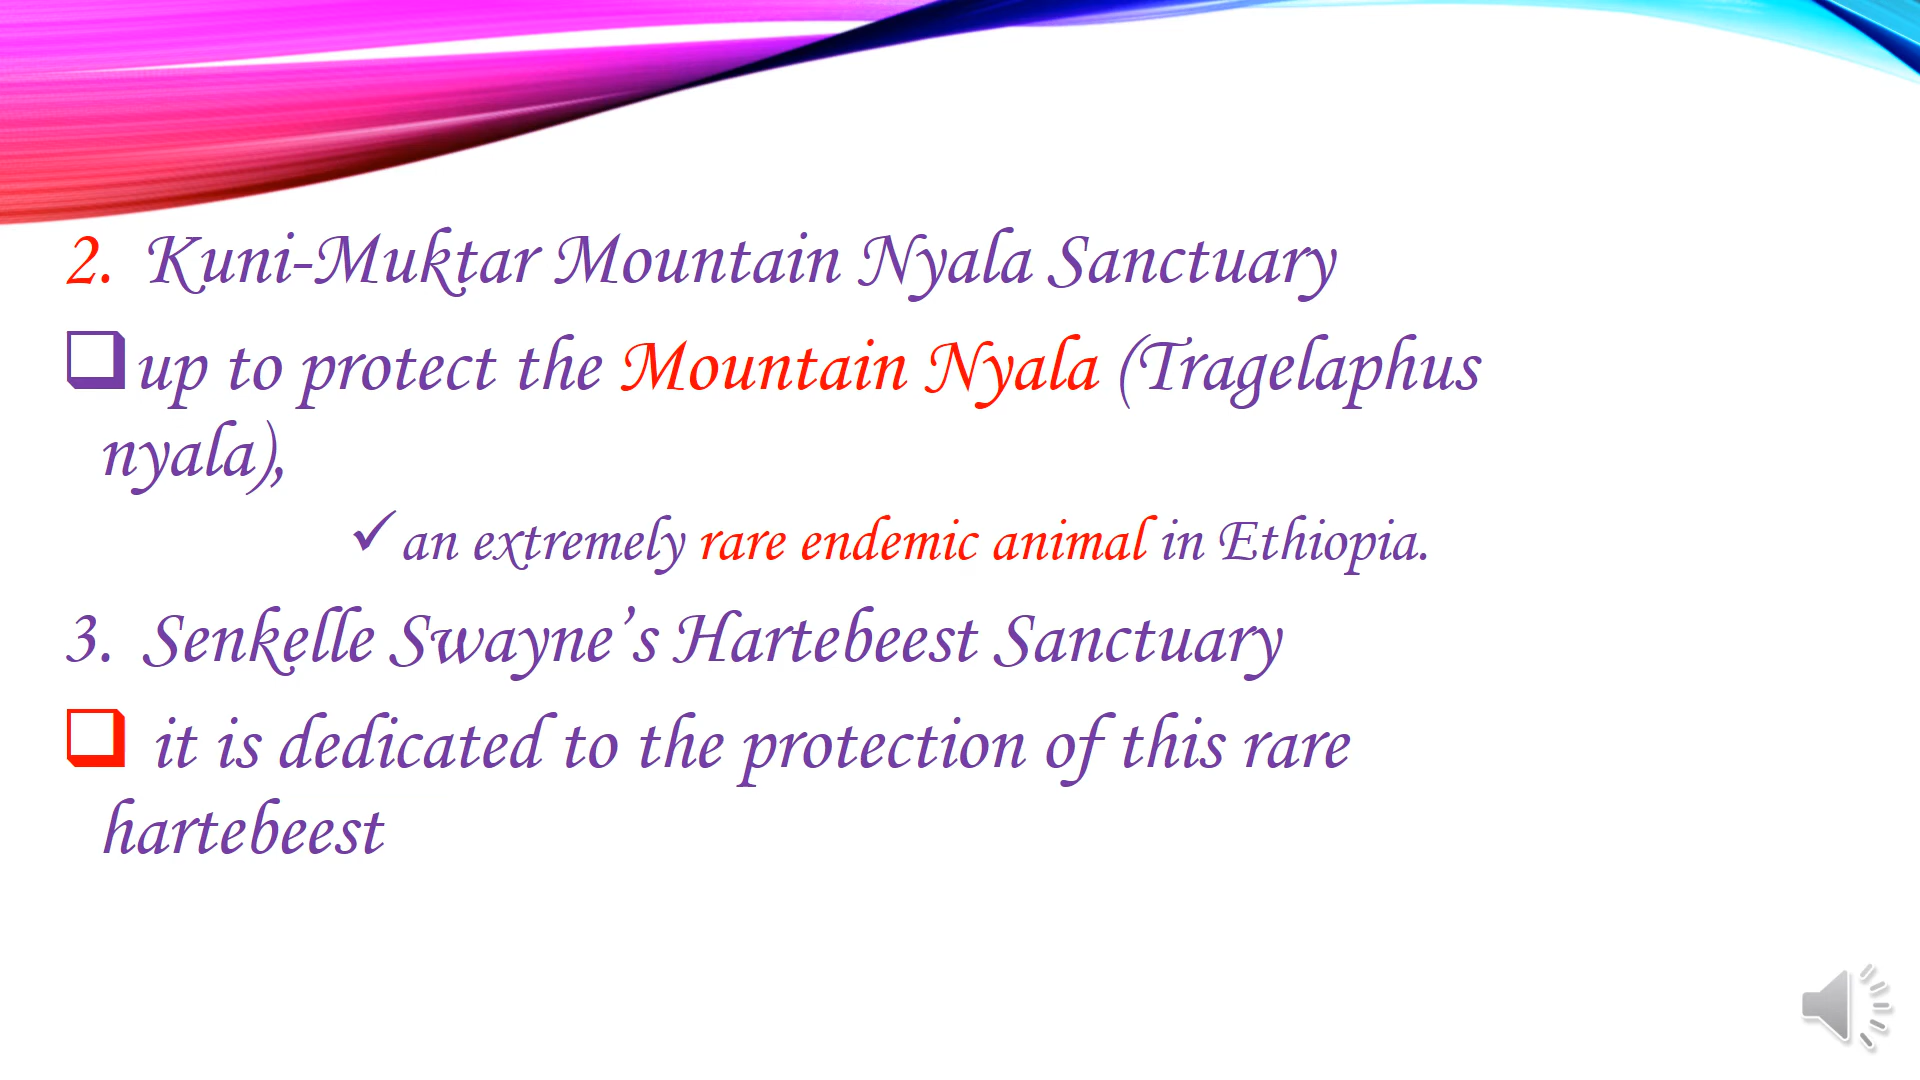 2. Kuni-Muktar Mountain Nyala Sanctuary
up to protect the Mountain Nyala (Tragelaphus
nyala),
an extremely rare endemic animal in Ethiopia.
3. Senkelle Swayne’s Hartebeest Sanctuary
it is dedicated to the protection of this rare
hartebeest